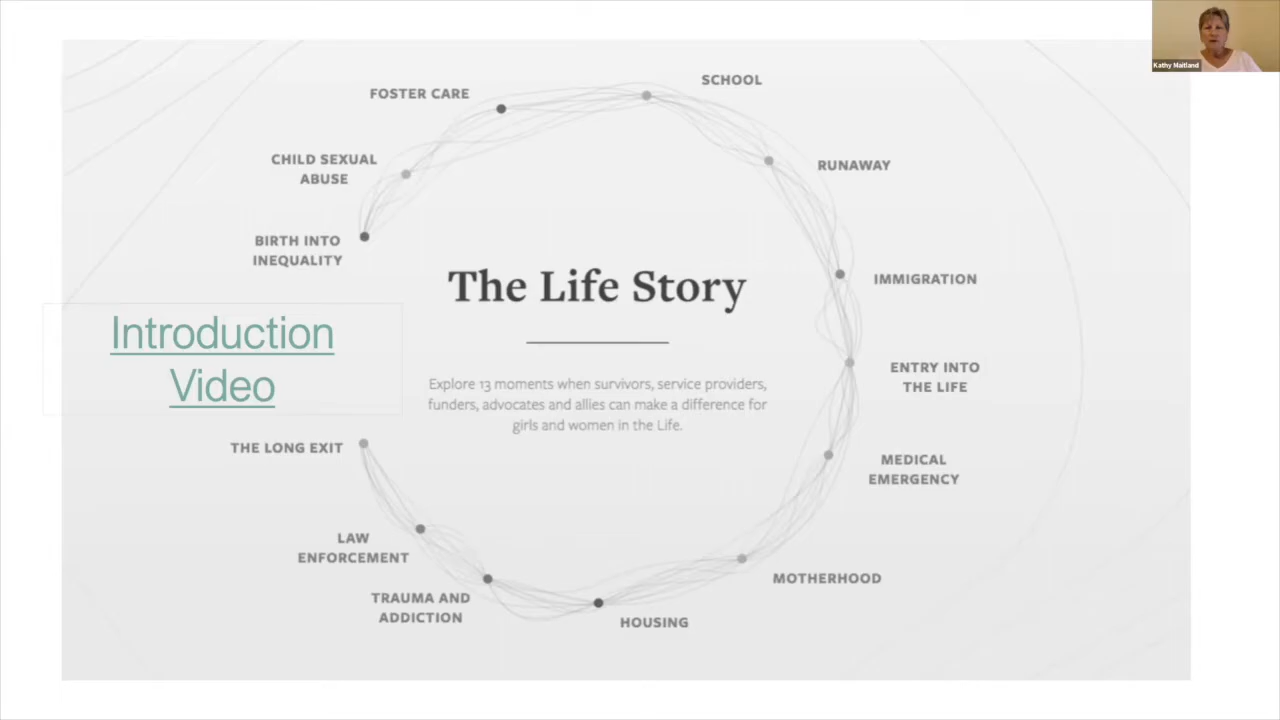 Kathy Maitland
SCHOOL
FOSTER CARE
CHILD SEXUAL
ABUSE
RUNAWAY
BIRTH INTO
INEQUALITY
The Life Story
IMMIGRATION
Introduction
Video
Explore 13 moments when survivors, service providers,
funders, advocates and allies can make a difference for
girls and women in the Life.
ENTRY INTO
THE LIFE
THE LONG EXIT
MEDICAL
EMERGENCY
LAW
ENFORCEMENT
MOTHERHOOD
TRAUMA AND
ADDICTION
HOUSING